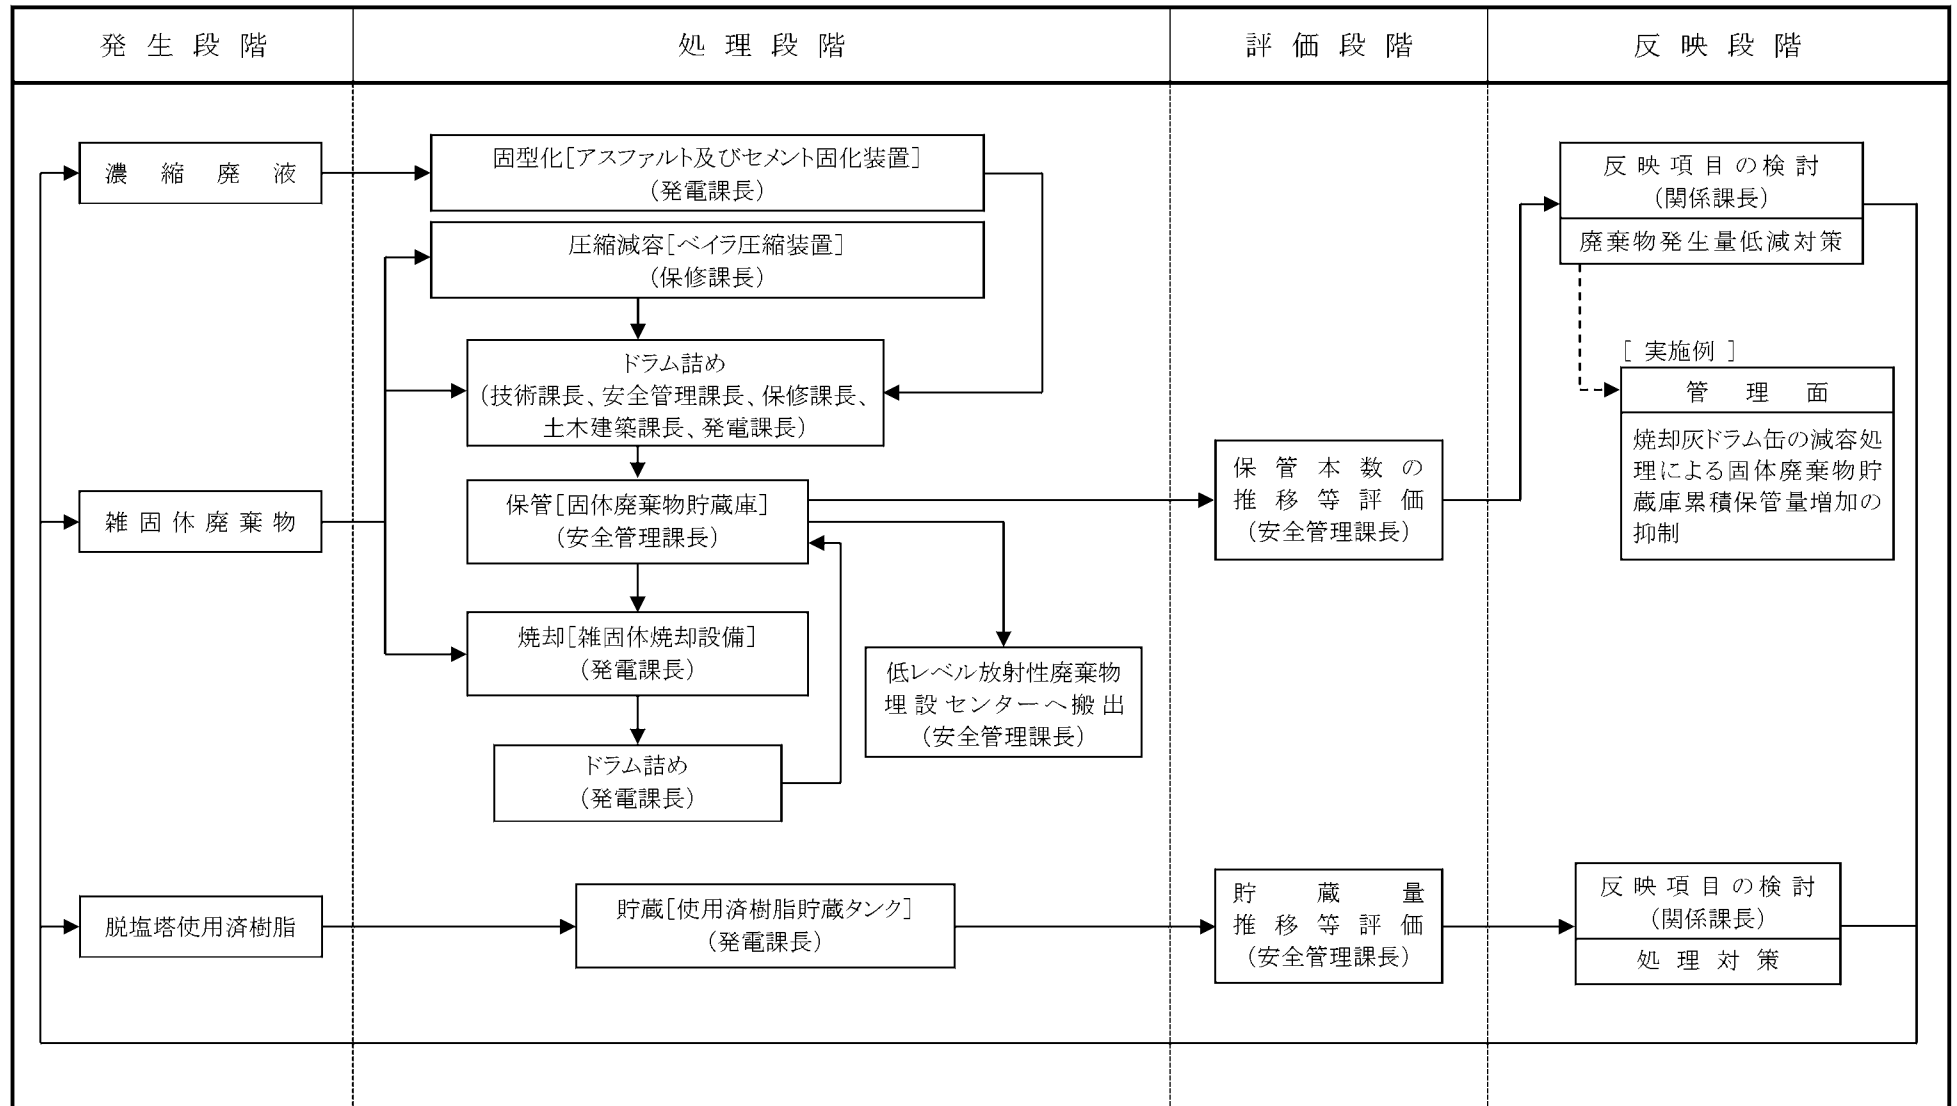 発生段階
処理段階
評価段階
反映段階
濃縮廃液
固型化[アスファルト及びセメント固化装置]
(発電課長)
圧縮減容[ベイラ圧縮装置]
(保修課長)
ドラム詰め
(技術課長、安全管理課長、保修課長、
土木建築課長、発電課長)
雑固体廃棄物
保管[固体廃棄物貯蔵庫]
(安全管理課長)
焼却[雑固体焼却設備]
(発電課長)
ドラム詰め
(発電課長)
低レベル放射性廃棄物
埋設センターへ搬出
(安全管理課長)
保管本数の
推移等評価
(安全管理課長)
反映項目の検討
(関係課長)
廃棄物発生量低減対策
[ 実施例 ]
管理面
焼却灰ドラム缶の減容処
理による固体廃棄物貯
蔵庫累積保管量増加の
抑制
脱塩塔使用済樹脂
貯蔵[使用済樹脂貯蔵タンク]
(発電課長)
貯蔵量
推移等評価
(安全管理課長)
反映項目の検討
(関係課長)
処理対策